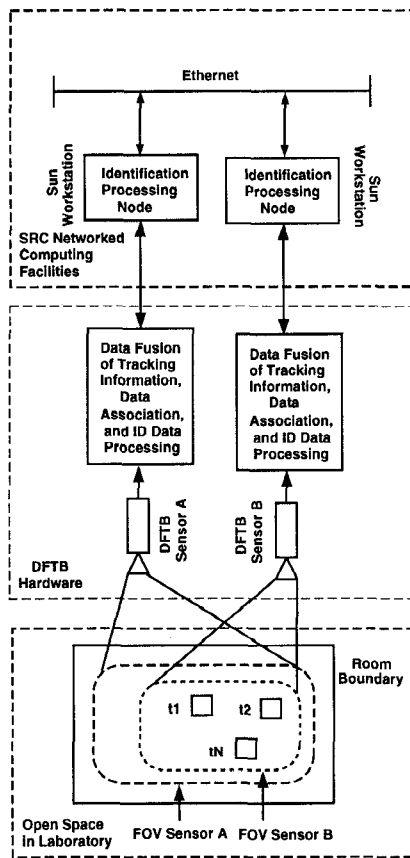 Ethernet
Sun
Workstation
Identification
Processing
Node
Identification
Processing
Node
Sun
Workstation
SRC Networked
Computing
Facilities
Data Fusion
of Tracking
Information,
Data
Association,
and ID Data
Processing
Data Fusion
of Tracking
Information,
Data
Association,
and ID Data
Processing
DFTB
Sensor A
DFTB
Sensor B
DFTB
Hardware
Room
Boundary
t1
t2
tN
Open Space
in Laboratory
FOV Sensor A
FOV Sensor B